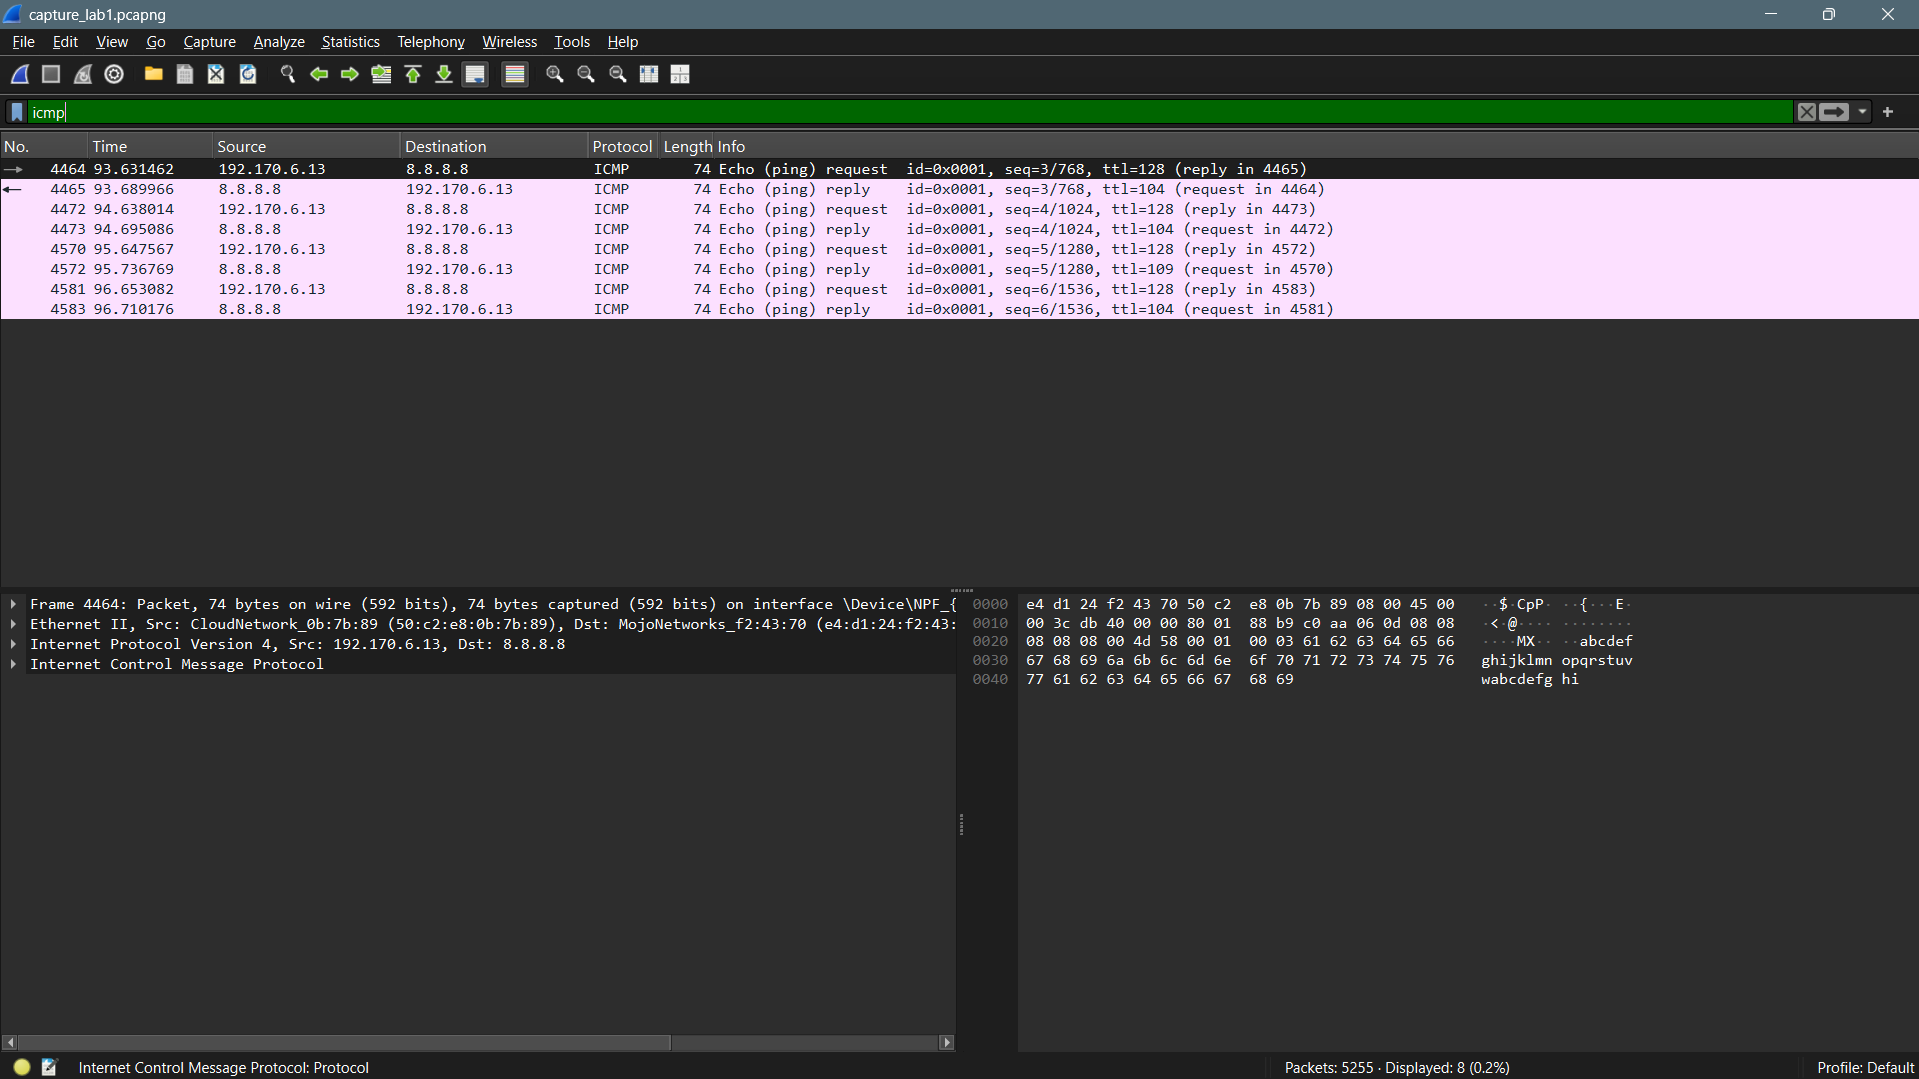 capture_lab1.pcapng
File Edit View Go Capture Analyze Statistics Telephony Wireless Tools Help
icmp
No. Time Source Destination Protocol Length Info
4464 93.631462 192.170.6.13 8.8.8.8 ICMP 74 Echo (ping) request id=0x0001, seq=3/768, ttl=128 (reply in 4465)
4465 93.689966 8.8.8.8 192.170.6.13 ICMP 74 Echo (ping) reply id=0x0001, seq=3/768, ttl=104 (request in 4464)
4472 94.638014 192.170.6.13 8.8.8.8 ICMP 74 Echo (ping) request id=0x0001, seq=4/1024, ttl=128 (reply in 4473)
4473 94.695086 8.8.8.8 192.170.6.13 ICMP 74 Echo (ping) reply id=0x0001, seq=4/1024, ttl=104 (request in 4472)
4570 95.647567 192.170.6.13 8.8.8.8 ICMP 74 Echo (ping) request id=0x0001, seq=5/1280, ttl=128 (reply in 4572)
4572 95.736769 8.8.8.8 192.170.6.13 ICMP 74 Echo (ping) reply id=0x0001, seq=5/1280, ttl=109 (request in 4570)
4581 96.653082 192.170.6.13 8.8.8.8 ICMP 74 Echo (ping) request id=0x0001, seq=6/1536, ttl=128 (reply in 4583)
4583 96.710176 8.8.8.8 192.170.6.13 ICMP 74 Echo (ping) reply id=0x0001, seq=6/1536, ttl=104 (request in 4581)
Frame 4464: Packet, 74 bytes on wire (592 bits), 74 bytes captured (592 bits) on interface \Device\NPF_{
Ethernet II, Src: CloudNetwork_0b:7b:89 (50:c2:e8:0b:7b:89), Dst: MojoNetworks_f2:43:70 (e4:d1:24:f2:43:
Internet Protocol Version 4, Src: 192.170.6.13, Dst: 8.8.8.8
Internet Control Message Protocol
0000 e4 d1 24 f2 43 70 50 c2 e8 0b 7b 89 08 00 45 00 ··$·CpP· ··{···E·
0010 00 3c db 40 00 00 80 01 88 b9 c0 aa 06 0d 08 08 ·<·@···· ········
0020 08 08 08 00 4d 58 00 01 00 03 61 62 63 64 65 66 ····MX·· ··abcdef
0030 67 68 69 6a 6b 6c 6d 6e 6f 70 71 72 73 74 75 76 ghijklmn opqrstuv
0040 77 61 62 63 64 65 66 67 68 69 wabcdefg hi
Internet Control Message Protocol: Protocol
Packets: 5255 · Displayed: 8 (0.2%)
Profile: Default